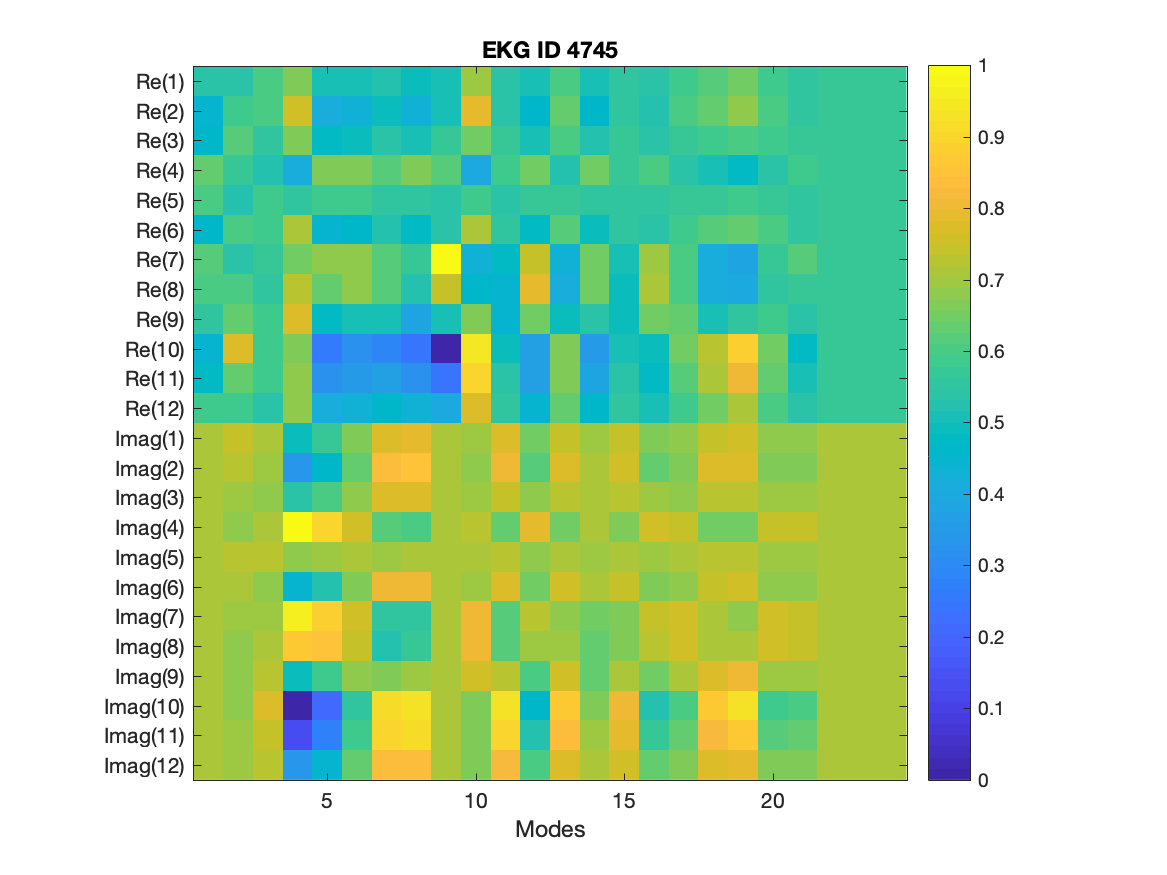 EKG ID 4745
Re(1)
Re(2)
Re(3)
Re(4)
Re(5)
Re(6)
Re(7)
Re(8)
Re(9)
Re(10)
Re(11)
Re(12)
Imag(1)
Imag(2)
Imag(3)
Imag(4)
Imag(5)
Imag(6)
Imag(7)
Imag(8)
Imag(9)
Imag(10)
Imag(11)
Imag(12)
5 10 15 20
Modes
1
0.9
0.8
0.7
0.6
0.5
0.4
0.3
0.2
0.1
0